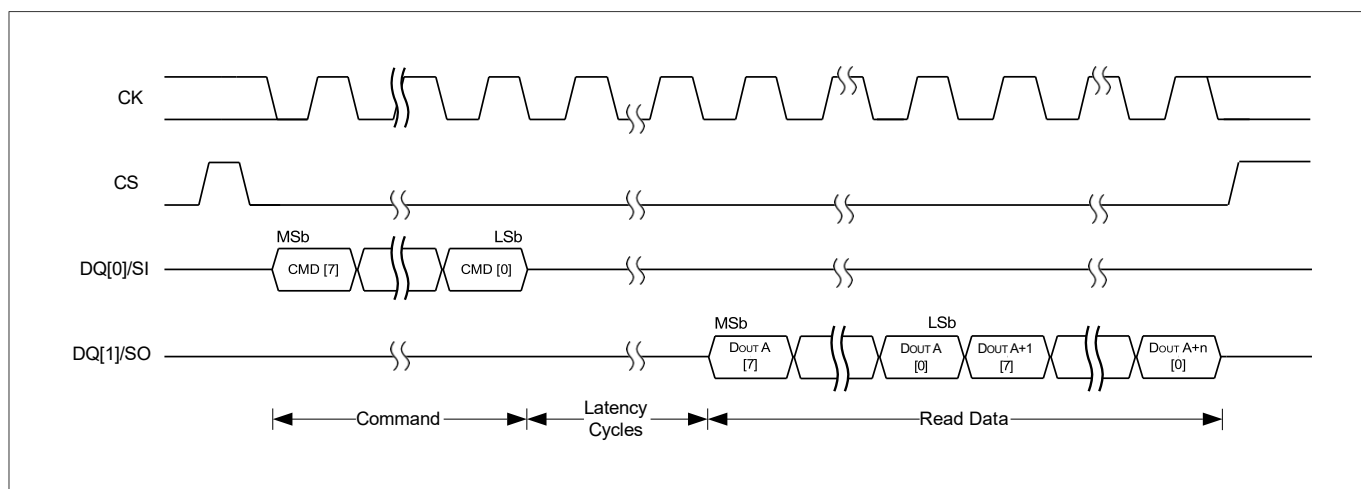 CK
CS
MSb
LSb
DQ[0]/SI
CMD [7]
CMD [0]
MSb
LSb
DQ[1]/SO
DOUT A
[7]
DOUT A
[0]
DOUT A+1
[7]
DOUT A+n
[0]
Command
Latency
Cycles
Read Data